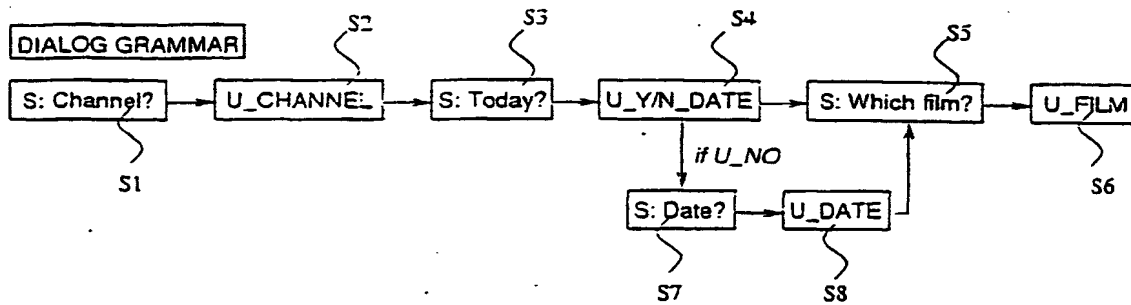 S2 S3 S4 S5
DIALOG GRAMMAR
S: Channel? U_CHANNEL S: Today? U_Y/N_DATE S: Which film? U_FILM
if U_NO
S1 S6
S: Date? U_DATE
S7 S8